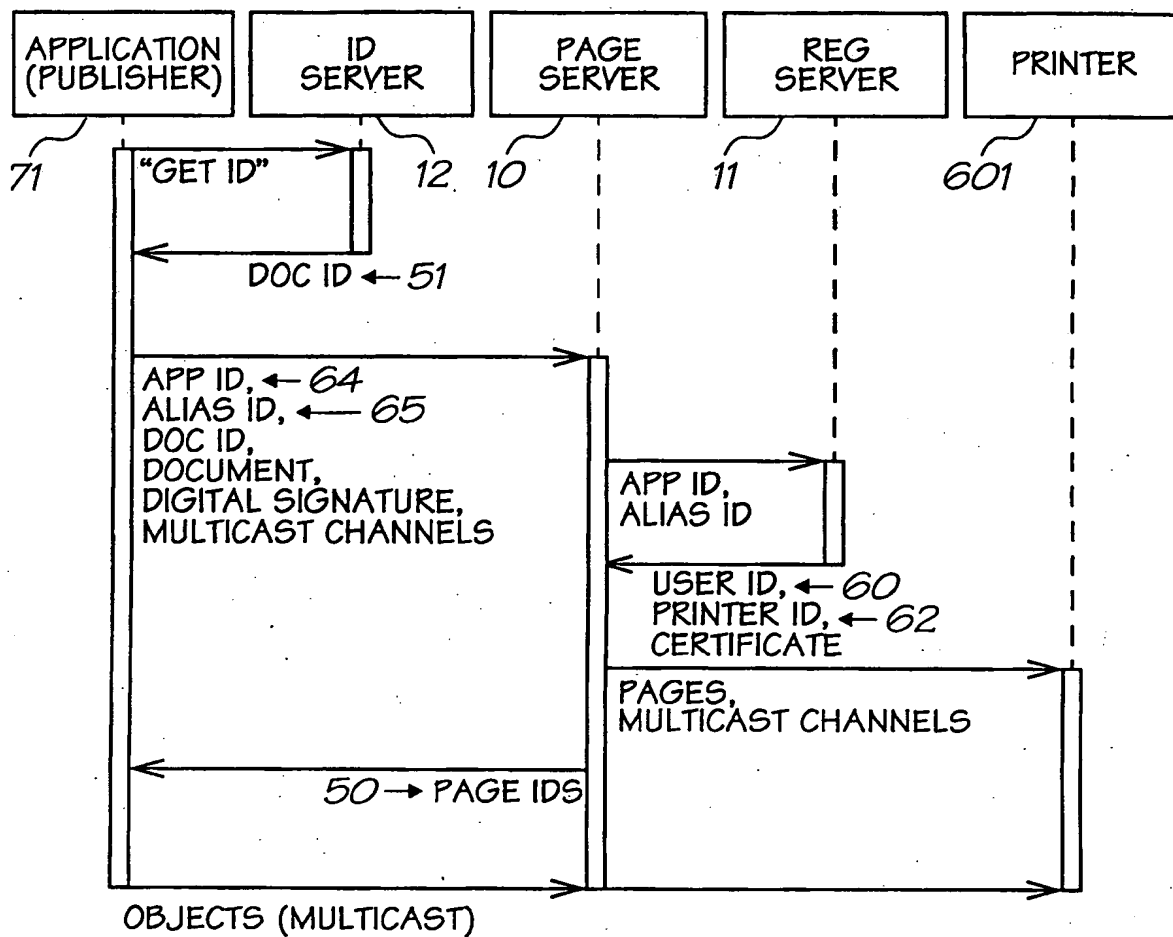 APPLICATION
(PUBLISHER)
ID
SERVER
PAGE
SERVER
REG
SERVER
PRINTER
71
12
10
11
601
"GET ID"
DOC ID ← 51
APP ID, ← 64
ALIAS ID, ← 65
DOC ID,
DOCUMENT,
DIGITAL SIGNATURE,
MULTICAST CHANNELS
APP ID,
ALIAS ID
USER ID, ← 60
PRINTER ID, ← 62
CERTIFICATE
PAGES,
MULTICAST CHANNELS
50 → PAGE IDS
OBJECTS (MULTICAST)